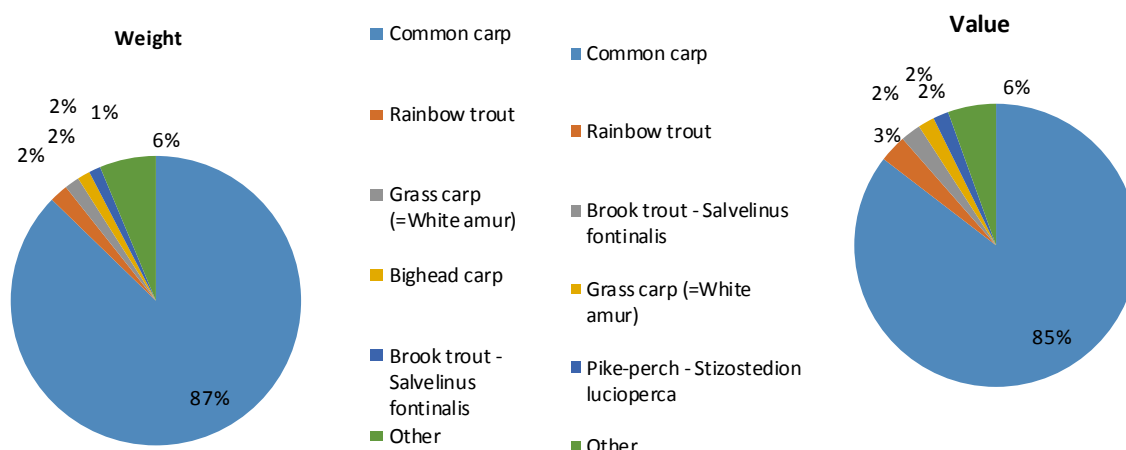 Weight
2%
1%
2%
2%
6%
87%
Common carp
Rainbow trout
Grass carp
(=White amur)
Bighead carp
Brook trout -
Salvelinus
fontinalis
Other
Value
2%
2%
2%
6%
3%
85%
Common carp
Rainbow trout
Brook trout - Salvelinus
fontinalis
Grass carp (=White
amur)
Pike-perch - Stizostedion
lucioperca
Other